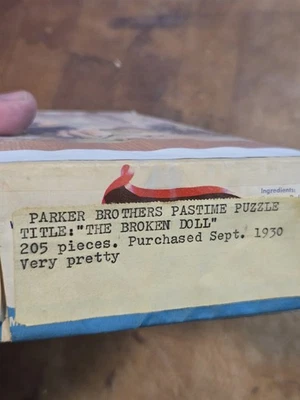 Ingredients:
PARKER BROTHERS PASTIME PUZZLE
TITLE:"THE BROKEN DOLL"
205 pieces. Purchased Sept. 1930
Very pretty